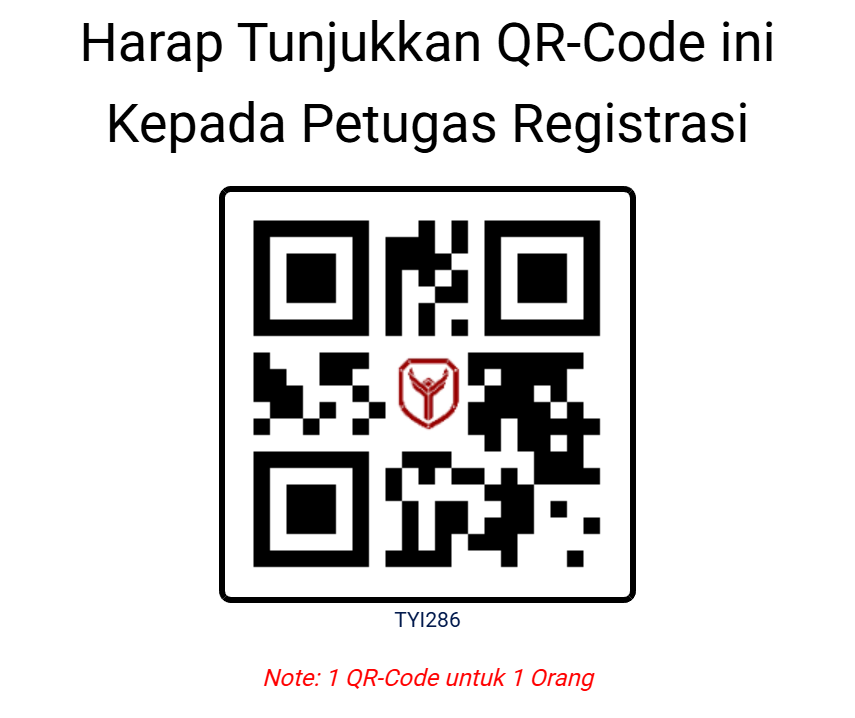 Harap Tunjukkan QR-Code ini
Kepada Petugas Registrasi
TYI286
Note: 1 QR-Code untuk 1 Orang